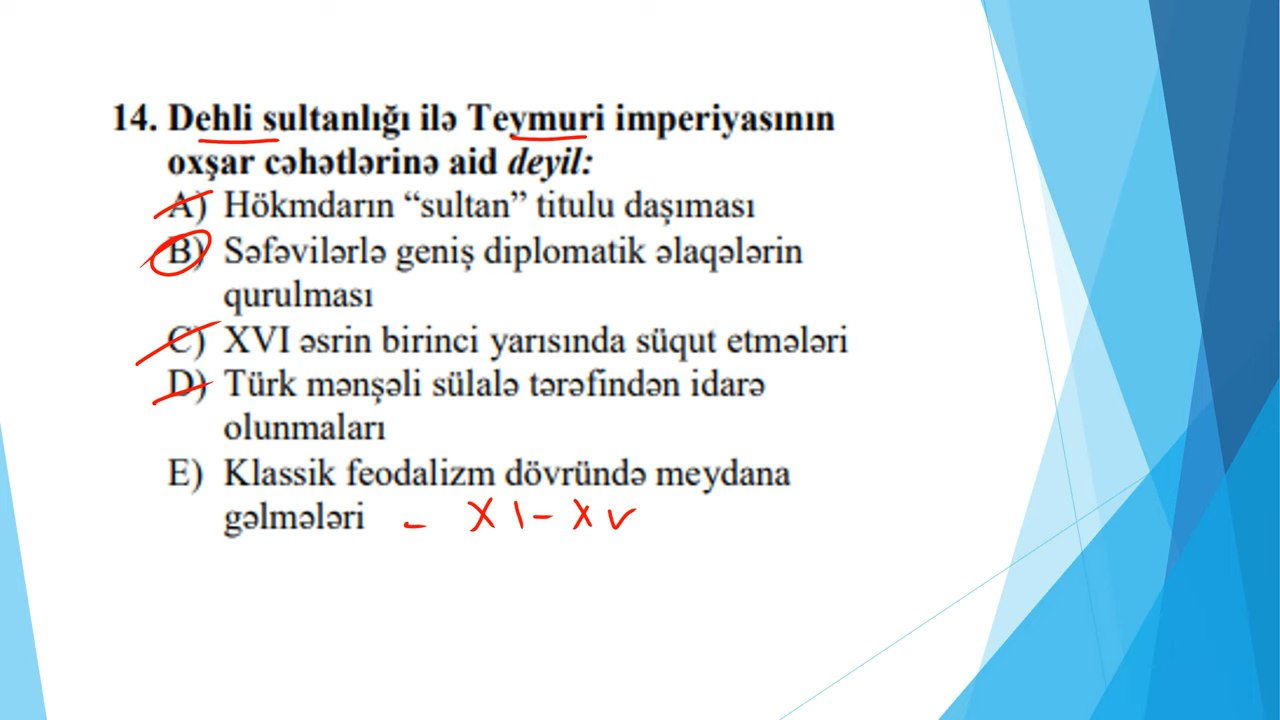 14. Dehli sultanlığı ilə Teymuri imperiyasının
oxşar cəhətlərinə aid deyil:
A) Hökmdarın “sultan” titulu daşıması
B) Səfəvilərlə geniş diplomatik əlaqələrin
qurulması
C) XVI əsrin birinci yarısında süqut etmələri
D) Türk mənşəli sülalə tərəfindən idarə
olunmaları
E) Klassik feodalizm dövründə meydana
gəlmələri - XI-XV